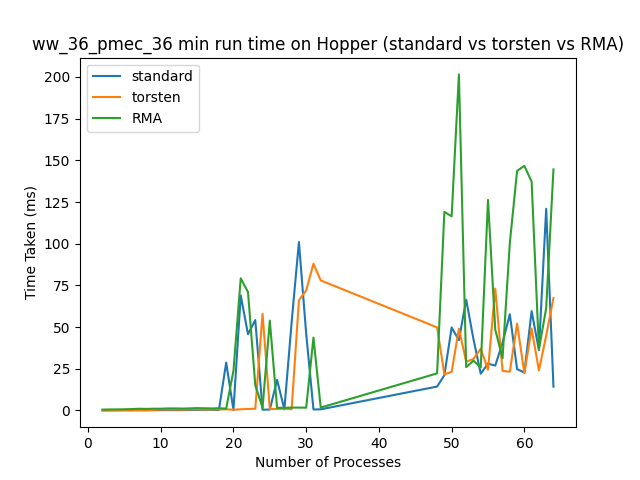 ww_36_pmec_36 min run time on Hopper (standard vs torsten vs RMA)
standard
torsten
RMA
Time Taken (ms)
200
175
150
125
100
75
50
25
0
0 10 20 30 40 50 60
Number of Processes